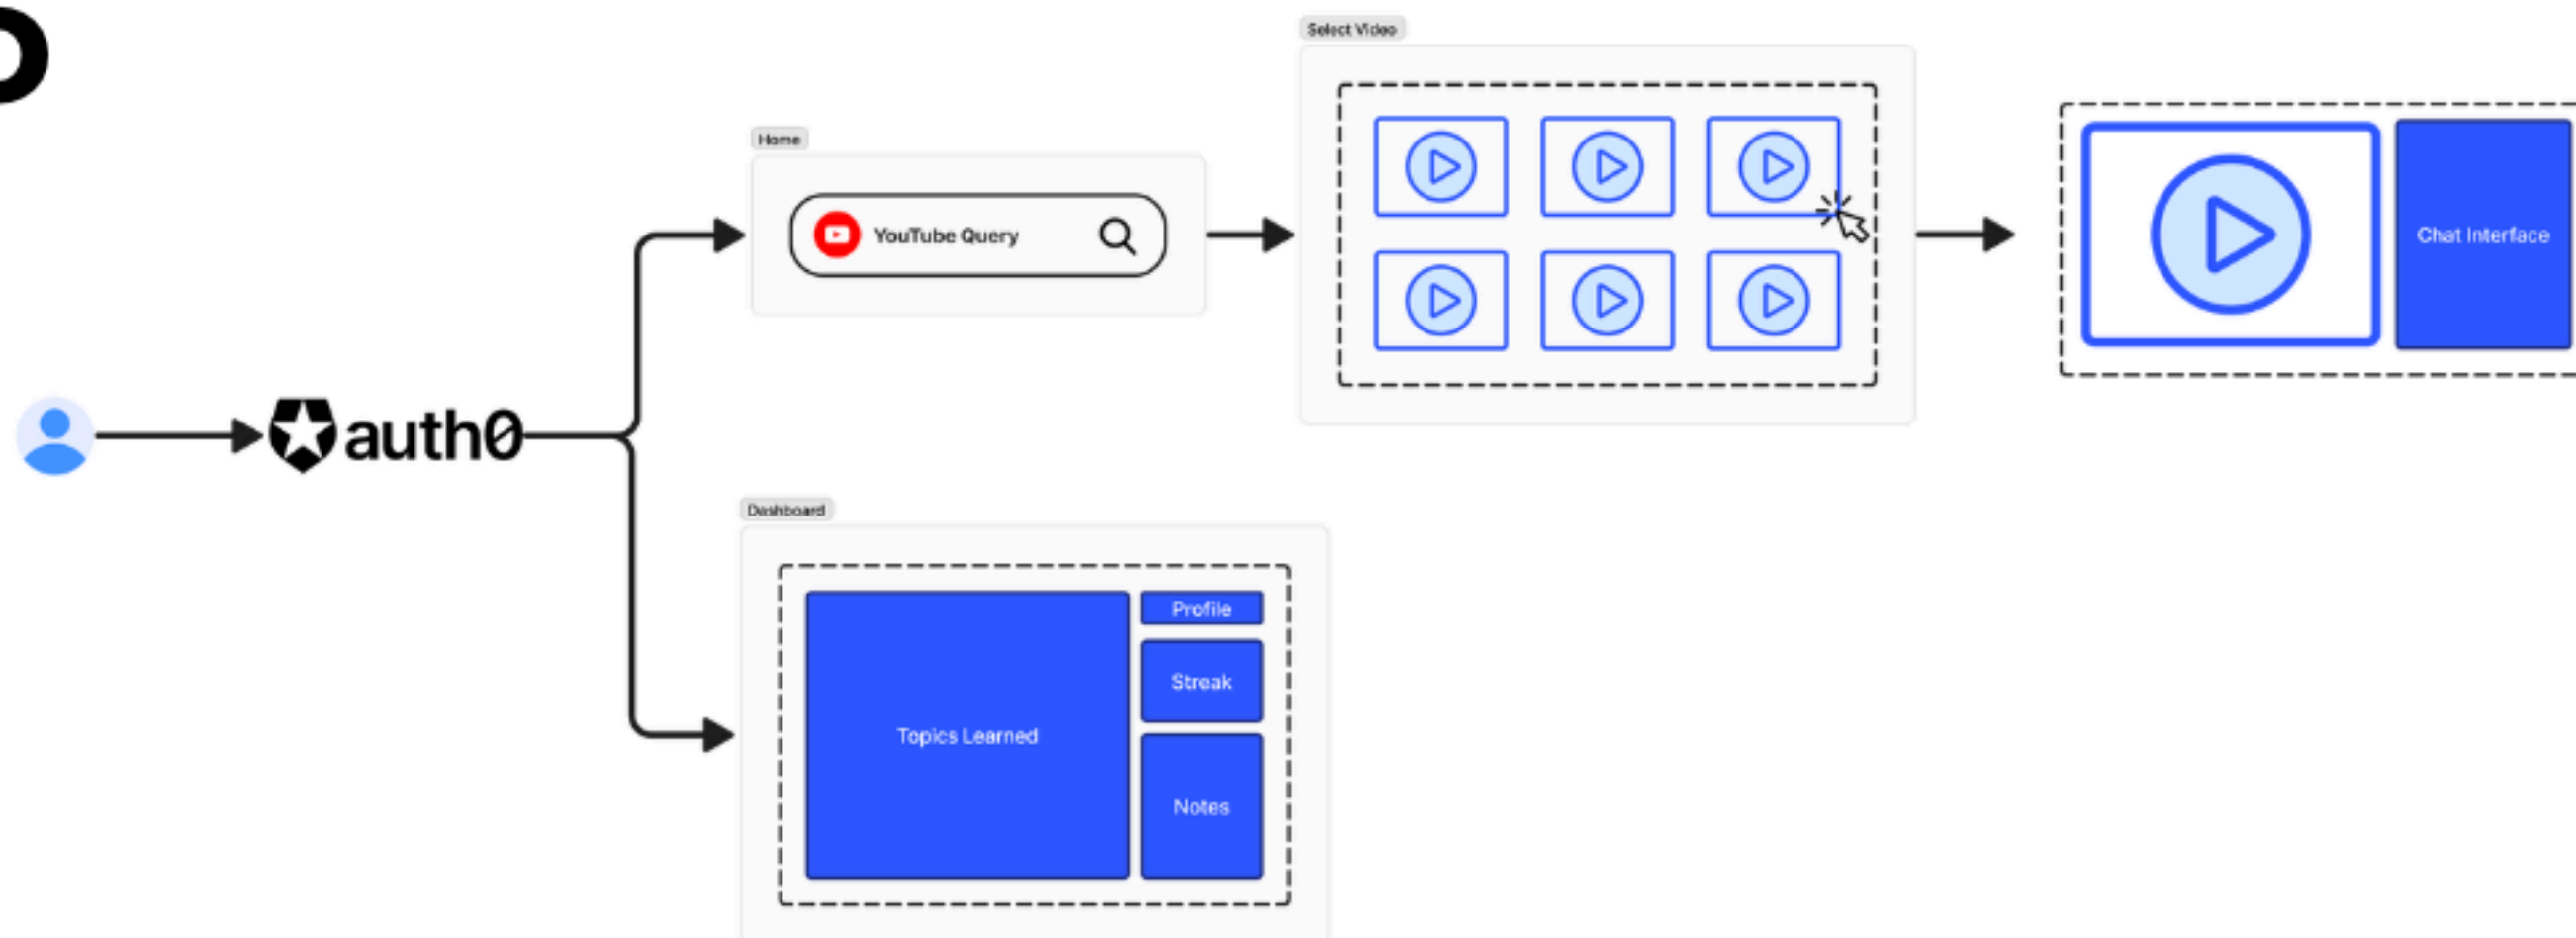 Select Video
Home
YouTube Query
Chat Interface
auth0
Dashboard
Profile
Streak
Topics Learned
Notes